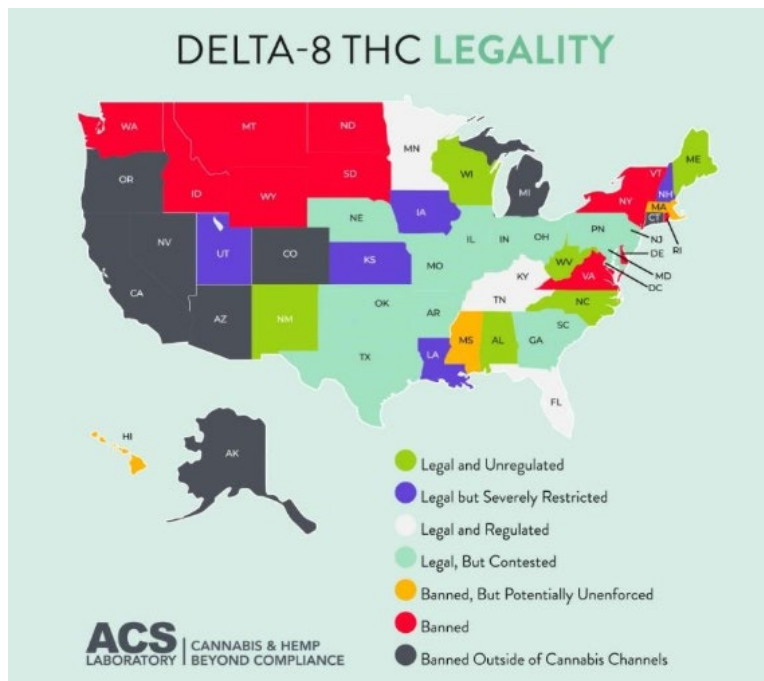 DELTA-8 THC LEGALITY
WA
MT
ND
MN
OR
ID
WY
SD
WI
MI
VT
ME
NH
NY
MA
CT
RI
NV
UT
CO
NE
IA
IL
IN
OH
PN
NJ
DE
MD
DC
CA
KS
MO
KY
WV
VA
AZ
NM
OK
AR
TN
NC
SC
TX
LA
MS
AL
GA
FL
HI
AK
Legal and Unregulated
Legal but Severely Restricted
Legal and Regulated
Legal, But Contested
Banned, But Potentially Unenforced
Banned
Banned Outside of Cannabis Channels
ACS
LABORATORY
CANNABIS & HEMP
BEYOND COMPLIANCE